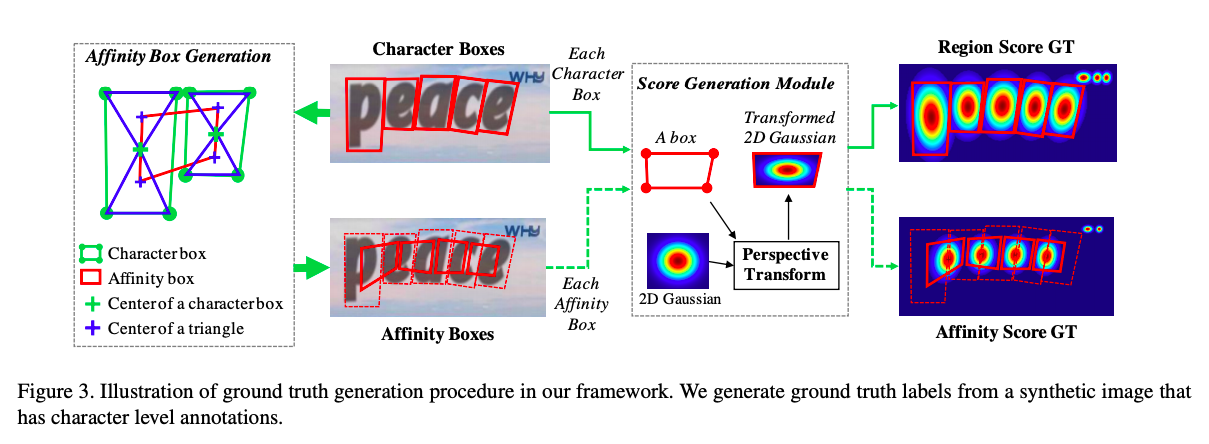 Affinity Box Generation
Character box
Affinity box
Center of a character box
Center of a triangle
Character Boxes
WHY
peace
WHY
peace
Affinity Boxes
Each
Character
Box
Each
Affinity
Box
Score Generation Module
A box
Transformed
2D Gaussian
2D Gaussian
Perspective
Transform
Region Score GT
Affinity Score GT
Figure 3. Illustration of ground truth generation procedure in our framework. We generate ground truth labels from a synthetic image that
has character level annotations.